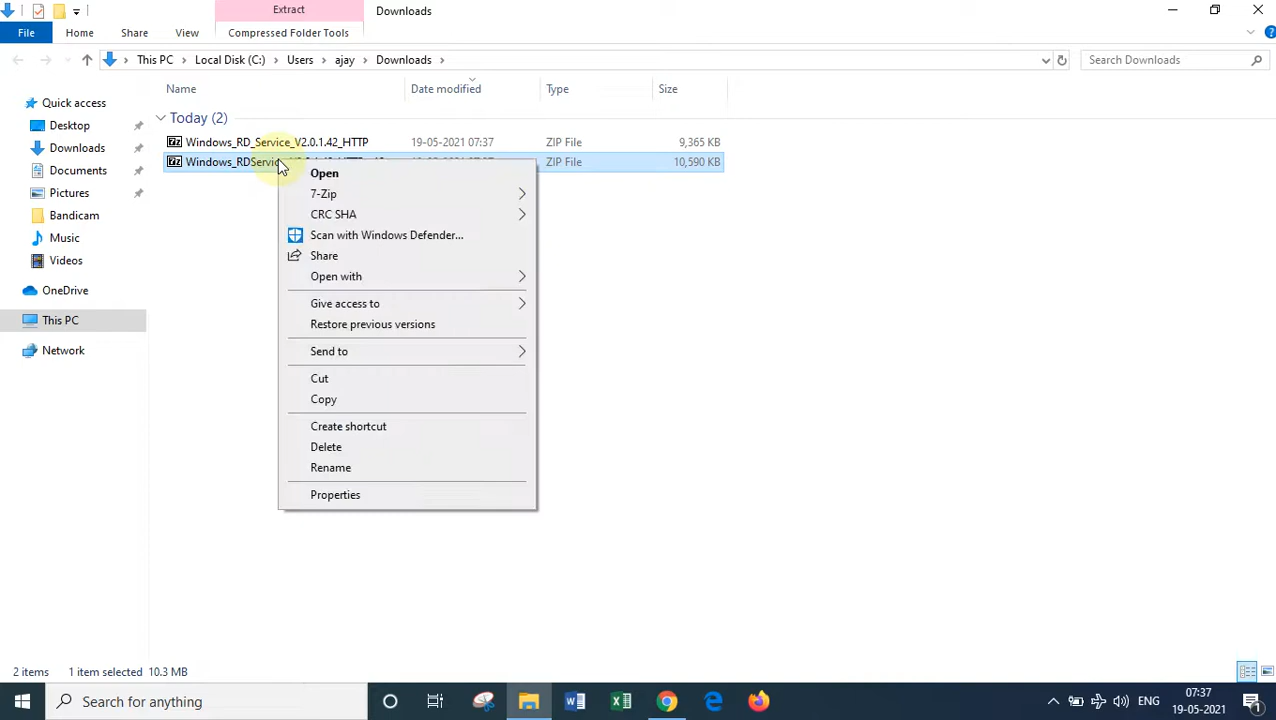 Extract
Downloads
File
Home
Share
View
Compressed Folder Tools
This PC
Local Disk (C:)
Users
ajay
Downloads
Search Downloads
Name
Date modified
Type
Size
Today (2)
Windows_RD_Service_V2.0.1.42_HTTP 19-05-2021 07:37 ZIP File 9,365 KB
Windows_RDServic ZIP File 10,590 KB
Quick access
Desktop
Downloads
Documents
Pictures
Bandicam
Music
Videos
OneDrive
This PC
Network
Open
7-Zip
CRC SHA
Scan with Windows Defender...
Share
Open with
Give access to
Restore previous versions
Send to
Cut
Copy
Create shortcut
Delete
Rename
Properties
2 items 1 item selected 10.3 MB
Search for anything
ENG
07:37
19-05-2021
1